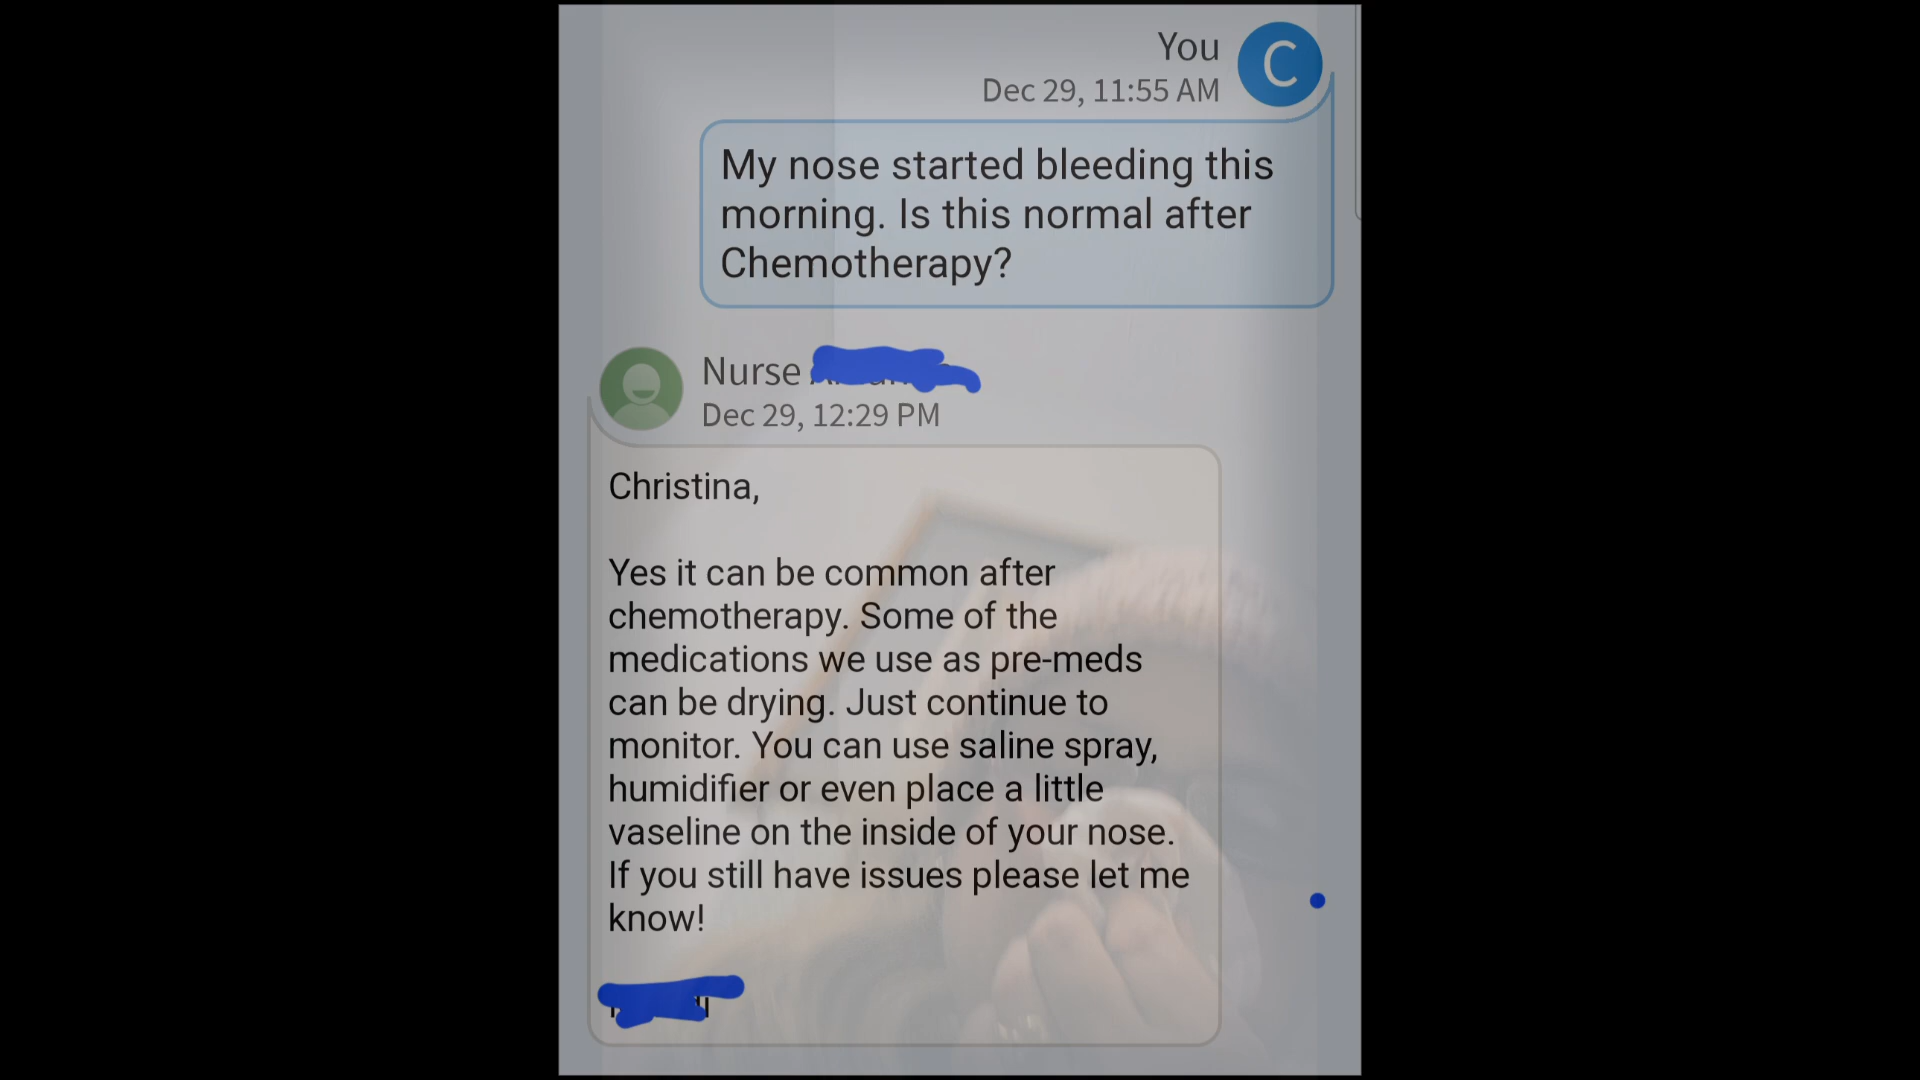 You
C
Dec 29, 11:55 AM
My nose started bleeding this
morning. Is this normal after
Chemotherapy?
Nurse
Dec 29, 12:29 PM
Christina,
Yes it can be common after
chemotherapy. Some of the
medications we use as pre-meds
can be drying. Just continue to
monitor. You can use saline spray,
humidifier or even place a little
vaseline on the inside of your nose.
If you still have issues please let me
know!